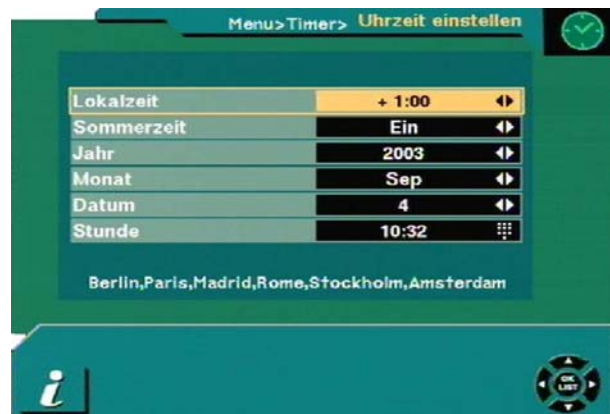 Menu>Timer> Uhrzeit einstellen
Lokalzeit + 1:00
Sommerzeit Ein
Jahr 2003
Monat Sep
Datum 4
Stunde 10:32
Berlin,Paris,Madrid,Rome,Stockholm,Amsterdam
i
OK
LIST